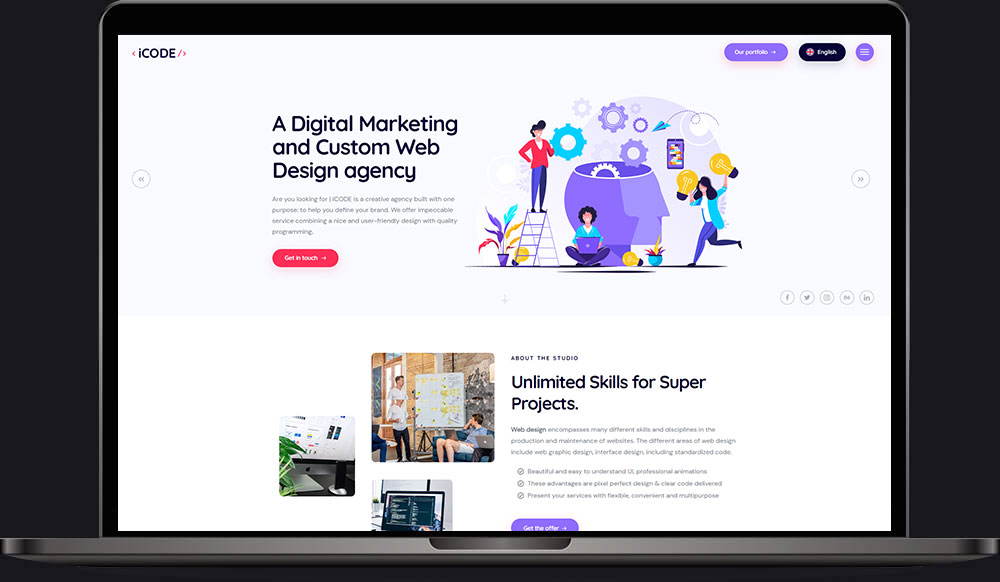 ‹ iCODE /›
Our portfolio →
English
A Digital Marketing
and Custom Web
Design agency
Are you looking for | iCODE is a creative agency built with one
purpose: to help you define your brand. We offer impeccable
service combining a nice and user-friendly design with quality
programming.
Get in touch →
ABOUT THE STUDIO
Unlimited Skills for Super
Projects.
Web design encompasses many different skills and disciplines in the
production and maintenance of websites. The different areas of web design
include web graphic design, interface design, including standardized code.
Beautiful and easy to understand UI, professional animations
These advantages are pixel perfect design & clear code delivered
Present your services with flexible, convenient and multipurpose
Get the offer →